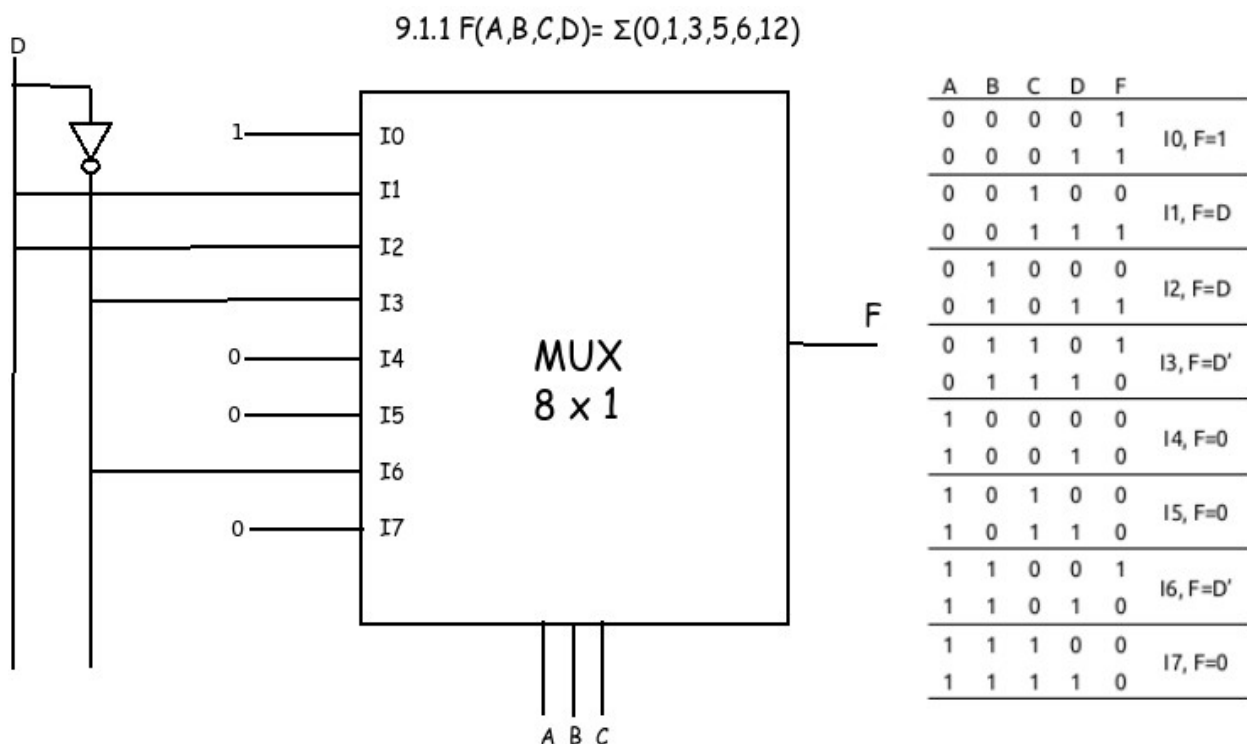 9.1.1 F(A,B,C,D)= Σ(0,1,3,5,6,12)
D
1
I0
I1
I2
I3
0
I4
0
I5
I6
0
I7
MUX
8 x 1
F
A B C
A B C D F
0 0 0 0 1
I0, F=1
0 0 0 1 1
0 0 1 0 0
I1, F=D
0 0 1 1 1
0 1 0 0 0
I2, F=D
0 1 0 1 1
0 1 1 0 1
I3, F=D'
0 1 1 1 0
1 0 0 0 0
I4, F=0
1 0 0 1 0
1 0 1 0 0
I5, F=0
1 0 1 1 0
1 1 0 0 1
I6, F=D'
1 1 0 1 0
1 1 1 0 0
I7, F=0
1 1 1 1 0